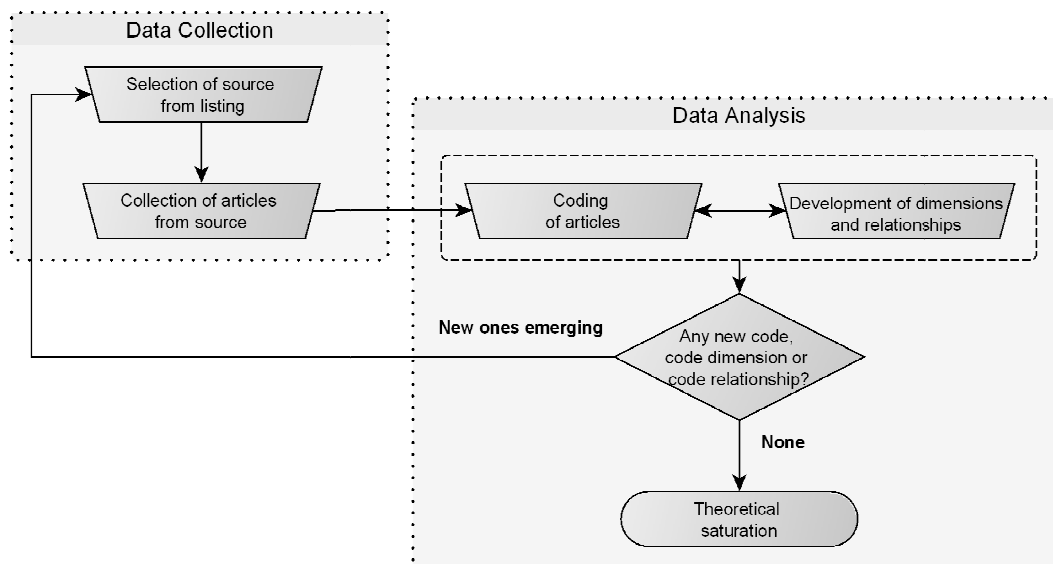 Data Collection
Selection of source
from listing
Collection of articles
from source
Data Analysis
Coding
of articles
Development of dimensions
and relationships
New ones emerging
Any new code,
code dimension or
code relationship?
None
Theoretical
saturation